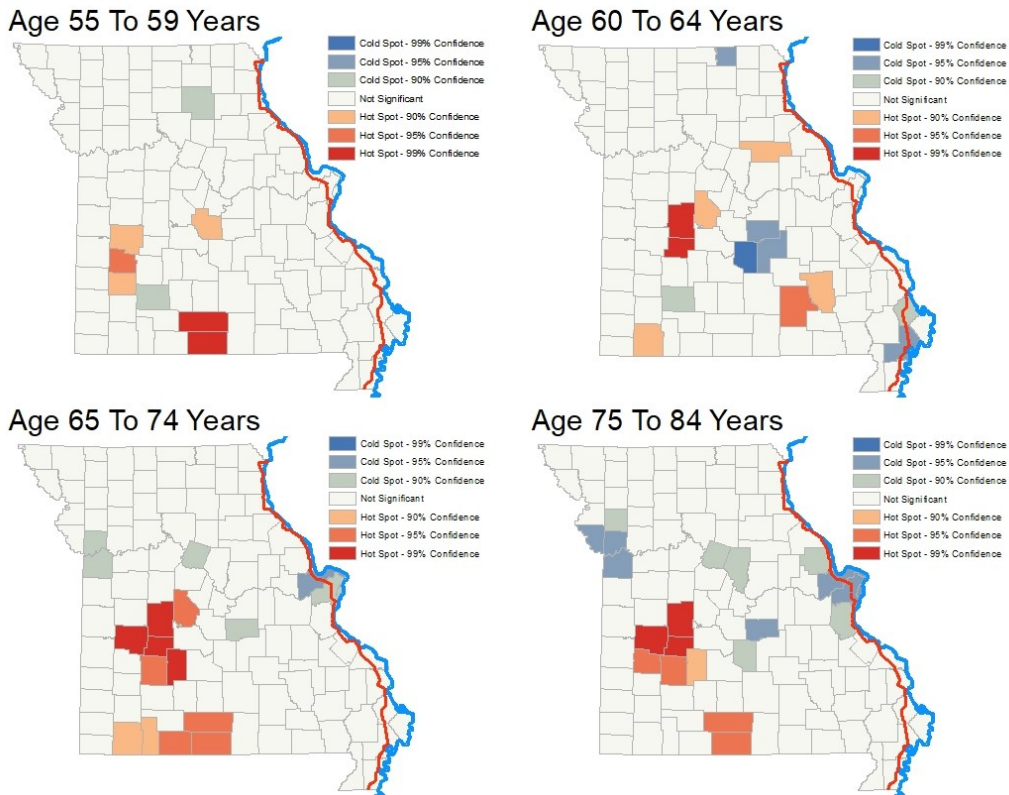 Age 55 To 59 Years
Cold Spot - 99% Confidence
Cold Spot - 95% Confidence
Cold Spot - 90% Confidence
Not Significant
Hot Spot - 90% Confidence
Hot Spot - 95% Confidence
Hot Spot - 99% Confidence
Age 60 To 64 Years
Cold Spot - 99% Confidence
Cold Spot - 95% Confidence
Cold Spot - 90% Confidence
Not Significant
Hot Spot - 90% Confidence
Hot Spot - 95% Confidence
Hot Spot - 99% Confidence
Age 65 To 74 Years
Cold Spot - 99% Confidence
Cold Spot - 95% Confidence
Cold Spot - 90% Confidence
Not Significant
Hot Spot - 90% Confidence
Hot Spot - 95% Confidence
Hot Spot - 99% Confidence
Age 75 To 84 Years
Cold Spot - 99% Confidence
Cold Spot - 95% Confidence
Cold Spot - 90% Confidence
Not Significant
Hot Spot - 90% Confidence
Hot Spot - 95% Confidence
Hot Spot - 99% Confidence